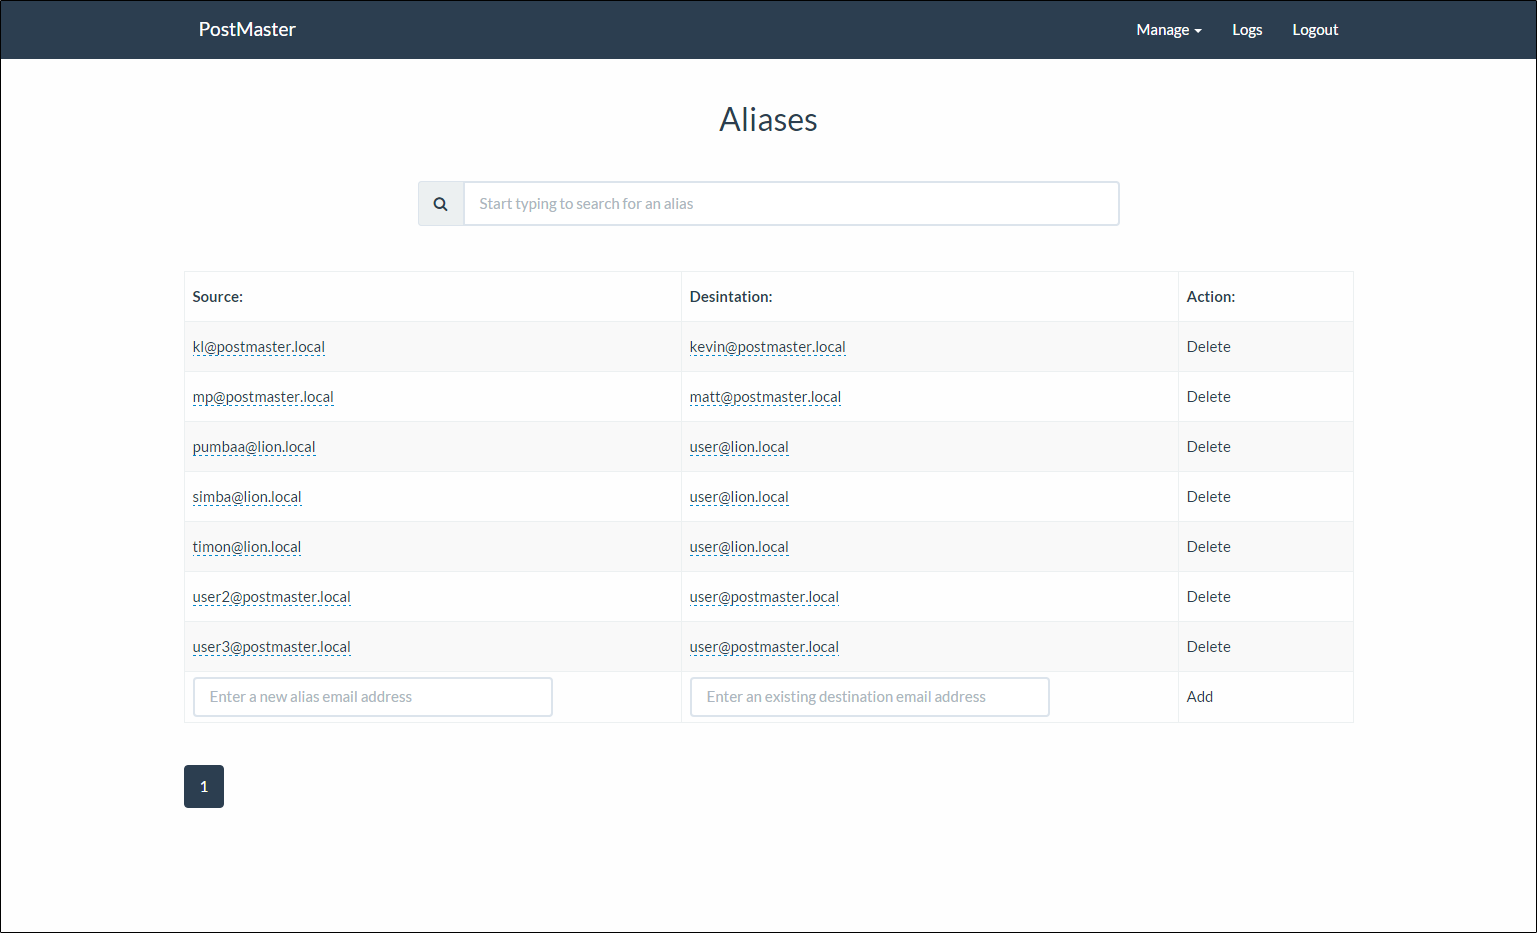 PostMaster Manage Logs Logout
Aliases
Start typing to search for an alias
Source: Desintation: Action:
kl@postmaster.local kevin@postmaster.local Delete
mp@postmaster.local matt@postmaster.local Delete
pumbaa@lion.local user@lion.local Delete
simba@lion.local user@lion.local Delete
timon@lion.local user@lion.local Delete
user2@postmaster.local user@postmaster.local Delete
user3@postmaster.local user@postmaster.local Delete
Enter a new alias email address Enter an existing destination email address Add
1